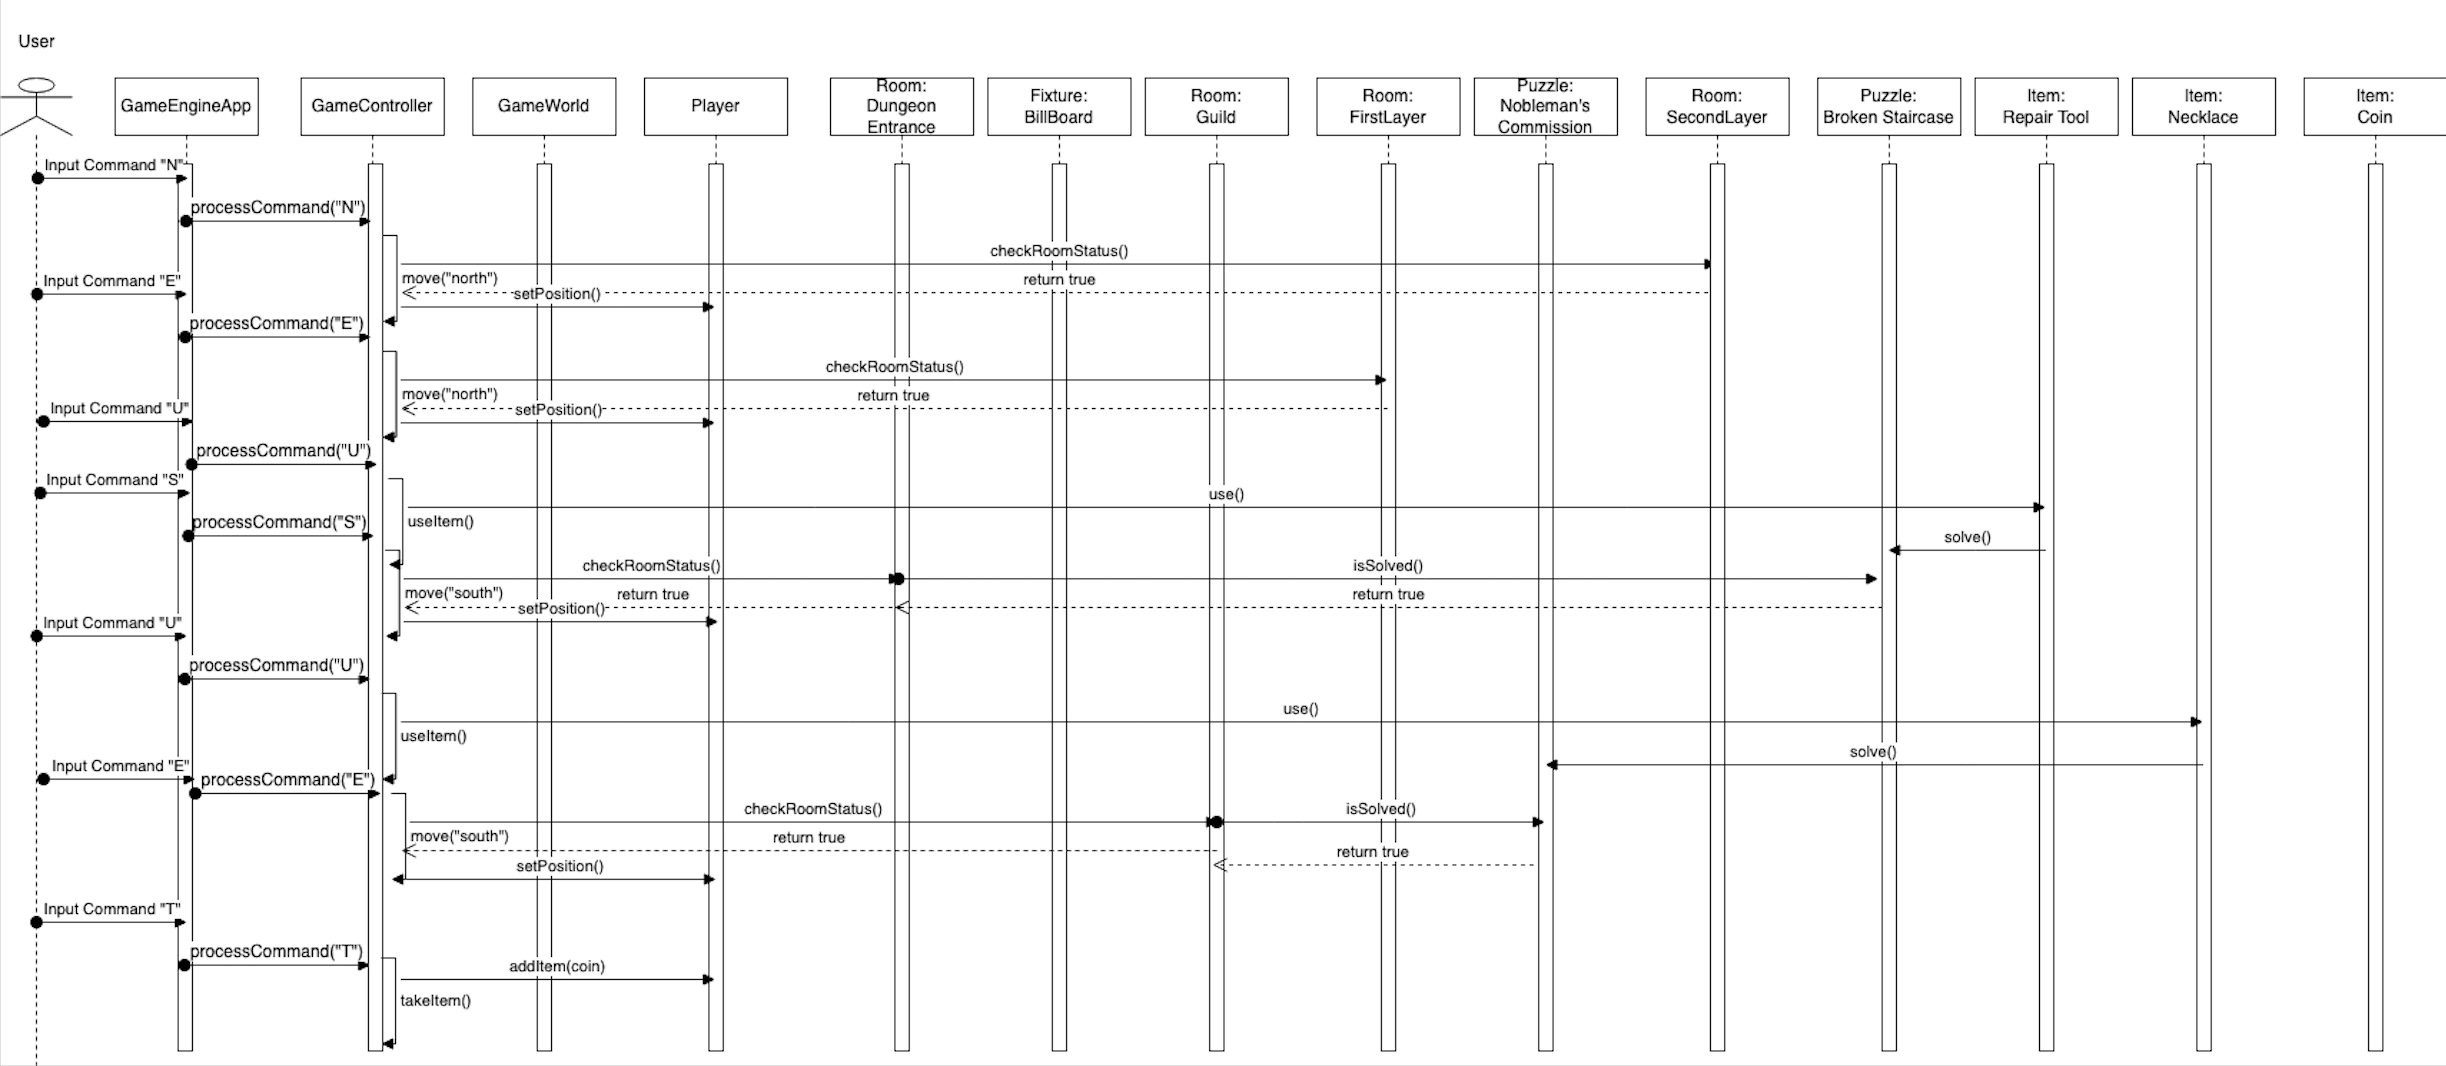 User
GameEngineApp
GameController
GameWorld
Player
Room:
Dungeon
Entrance
Fixture:
BillBoard
Room:
Guild
Room:
FirstLayer
Puzzle:
Nobleman's
Commission
Room:
SecondLayer
Puzzle:
Broken Staircase
Item:
Repair Tool
Item:
Necklace
Item:
Coin
Input Command "N"
processCommand("N")
checkRoomStatus()
move("north")
return true
Input Command "E"
setPosition()
processCommand("E")
checkRoomStatus()
move("north")
return true
Input Command "U"
setPosition()
processCommand("U")
Input Command "S"
use()
processCommand("S")
useItem()
solve()
checkRoomStatus()
isSolved()
move("south")
return true
return true
setPosition()
Input Command "U"
processCommand("U")
use()
useItem()
solve()
Input Command "E"
processCommand("E")
checkRoomStatus()
isSolved()
move("south")
return true
return true
setPosition()
Input Command "T"
processCommand("T")
addItem(coin)
takeItem()